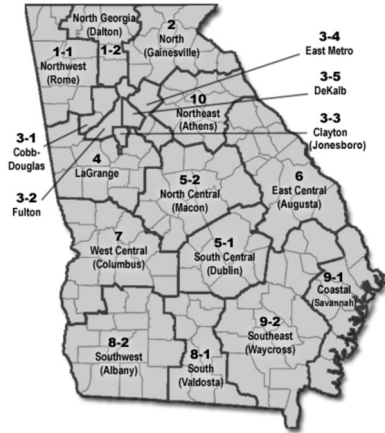 North Georgia
(Dalton)
1-2
2
North
(Gainesville)
1-1
Northwest
(Rome)
3-4
East Metro
3-5
DeKalb
10
Northeast
(Athens)
3-3
Clayton
(Jonesboro)
3-1
Cobb-
Douglas
3-2
Fulton
4
LaGrange
5-2
North Central
(Macon)
6
East Central
(Augusta)
7
West Central
(Columbus)
5-1
South Central
(Dublin)
9-1
Coastal
(Savannah)
9-2
Southeast
(Waycross)
8-2
Southwest
(Albany)
8-1
South
(Valdosta)